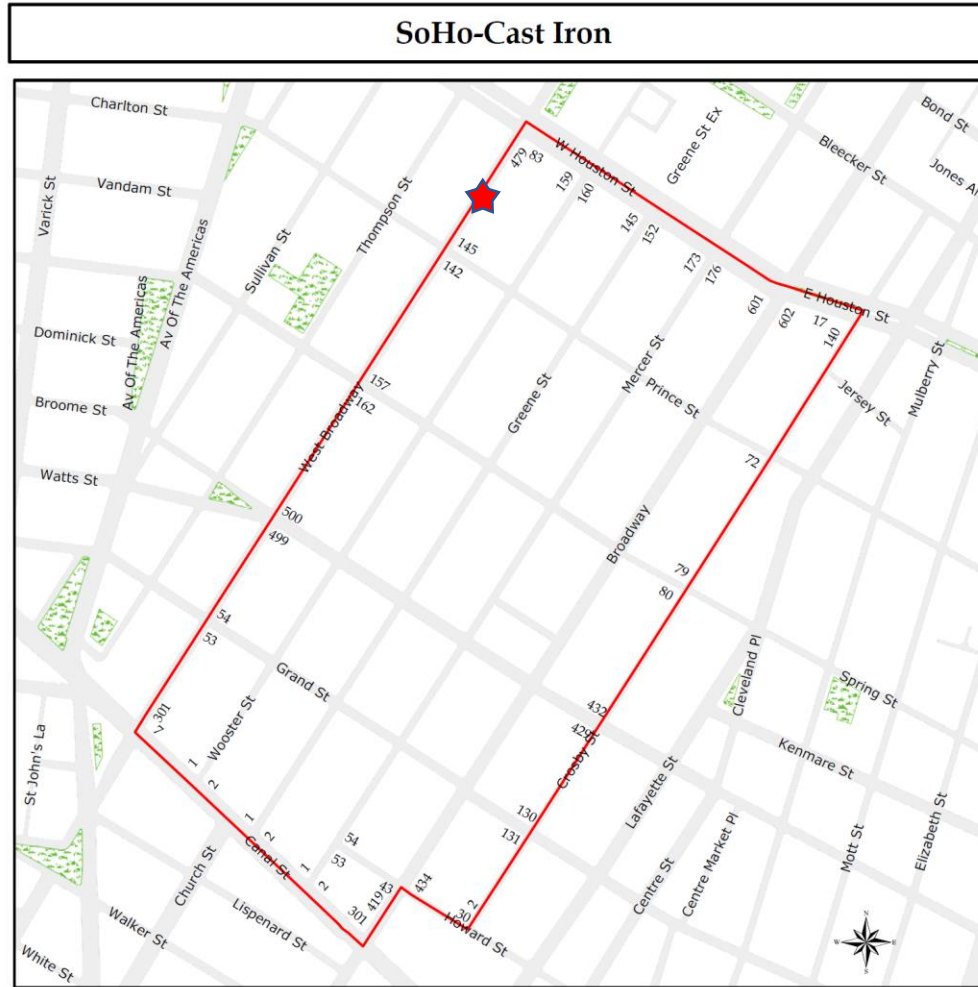 SoHo-Cast Iron
Charlton St
Bond St
Greene St Ex
Bleecker St
Jones
479
83
W Houston St
159
160
Vandam St
Varick St
Thompson St
Sullivan St
Av Of The Americas
Av Of The Americas
145
142
145
152
173
176
601
602
E Houston St
17
140
Dominick St
Mercer St
Prince St
Jersey St
Mulberry St
157
162
Greene St
West Broadway
Broome St
Watts St
72
500
499
Broadway
79
80
54
53
Grand St
Cleveland Pl
Spring St
301
7
Wooster St
432
429
Crosby St
Kenmare St
St John's La
Lafayette St
1
2
1
2
54
53
1
2
130
131
Centre St
Centre Market Pl
Mott St
Elizabeth St
Canal St
Church St
43
434
419
301
2
30
Howard St
Lispenard St
Walker St
White St
N
W
E
S